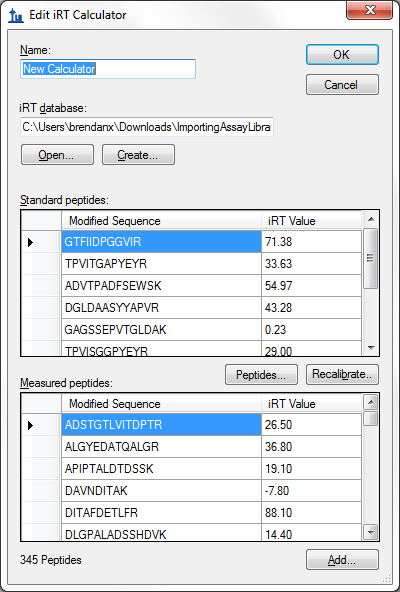 Edit iRT Calculator
Name:
OK
New Calculator
Cancel
iRT database:
C:\Users\brendanx\Downloads\ImportingAssayLibra
Open... Create...
Standard peptides:
Modified Sequence iRT Value
GTFIIDPGGVIR 71.38
TPVITGAPYEYR 33.63
ADVTPADFSEWSK 54.97
DGLDAASYYAPVR 43.28
GAGSSEPVTGLDAK 0.23
TPVISGGPYEYR 29.00
Peptides... Recalibrate..
Measured peptides:
Modified Sequence iRT Value
ADSTGTLVITDPTR 26.50
ALGYEDATQALGR 36.80
APIPTALDTDSSK 19.10
DAVNDITAK -7.80
DITAFDETLFR 88.10
DLGPALADSSHDVK 14.40
345 Peptides Add...